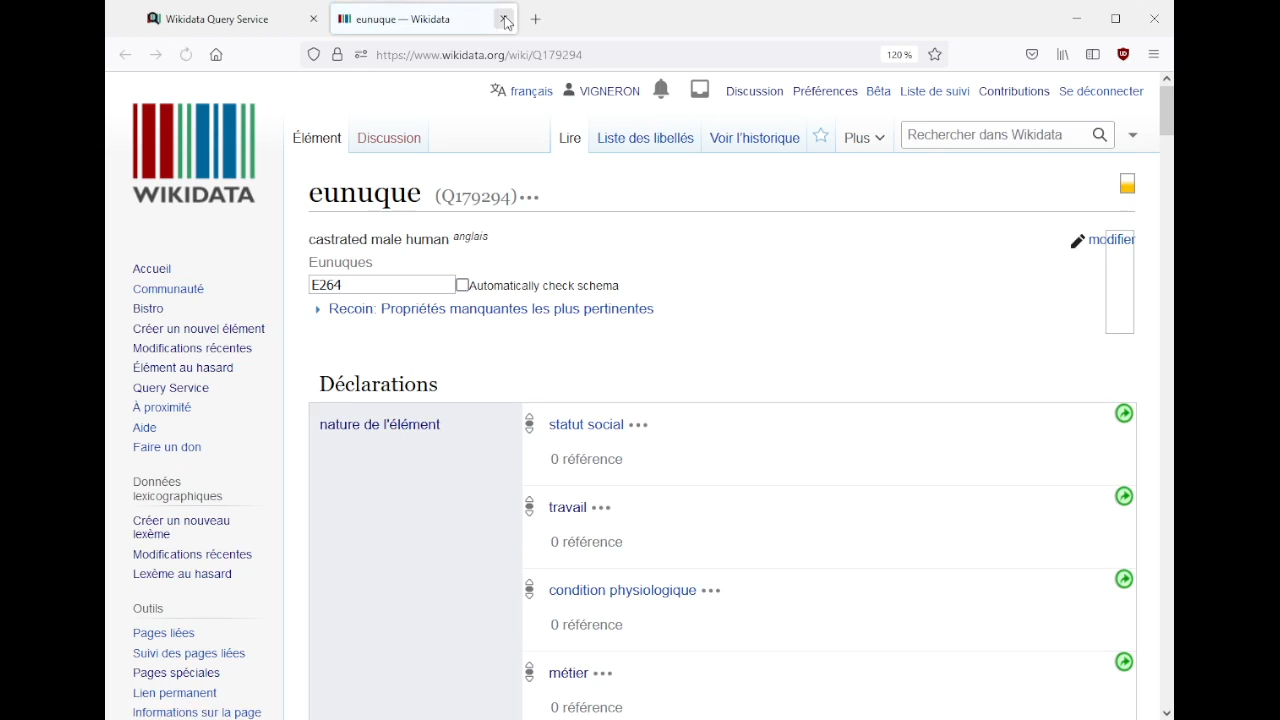 Wikidata Query Service
eunuque — Wikidata
https://www.wikidata.org/wiki/Q179294
120 %
français
VIGNERON
Discussion
Préférences
Bêta
Liste de suivi
Contributions
Se déconnecter
WIKIDATA
Élément
Discussion
Lire
Liste des libellés
Voir l'historique
Plus
Rechercher dans Wikidata
eunuque (Q179294)
castrated male human anglais
modifier
Eunuques
E264
Automatically check schema
Recoin: Propriétés manquantes les plus pertinentes
Accueil
Communauté
Bistro
Créer un nouvel élément
Modifications récentes
Élément au hasard
Query Service
À proximité
Aide
Faire un don
Données
lexicographiques
Créer un nouveau
lexème
Modifications récentes
Lexème au hasard
Outils
Pages liées
Suivi des pages liées
Pages spéciales
Lien permanent
Informations sur la page
Déclarations
nature de l'élément
statut social
0 référence
travail
0 référence
condition physiologique
0 référence
métier
0 référence